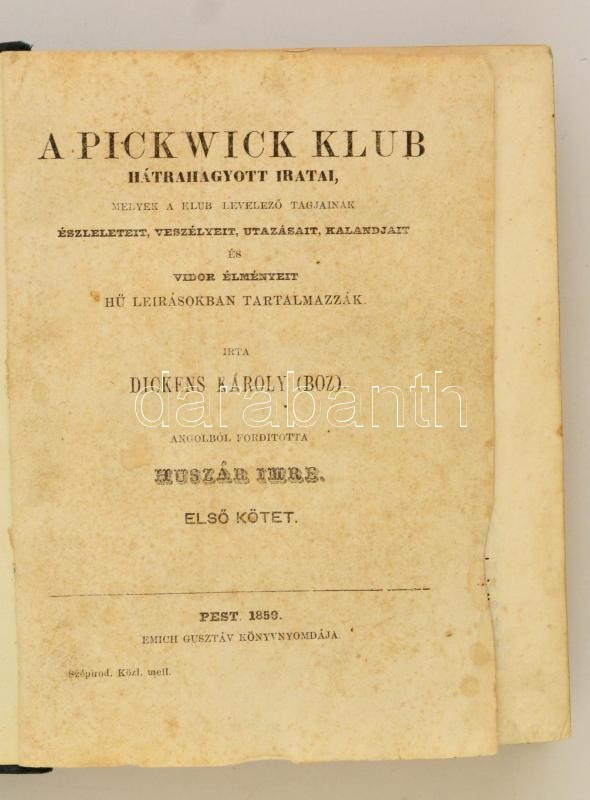 A PICKWICK KLUB
HÁTRAHAGYOTT IRATAI,
MELYEK A KLUB LEVELEZŐ TAGJAINAK
ÉSZLELETEIT, VESZÉLYEIT, UTAZÁSAIT, KALANDJAIT
ÉS
VIDOR ÉLMÉNYEIT
HŰ LEIRÁSOKBAN TARTALMAZZÁK.
IRTA
DICKENS KÁROLY (BOZ).
darabanth
ANGOLBÓL FORDITOTTA
HUSZÁR IMRE.
ELSŐ KÖTET.
PEST. 1859.
EMICH GUSZTÁV KÖNYVNYOMDÁJA.
Szépirod. Közl. mell.